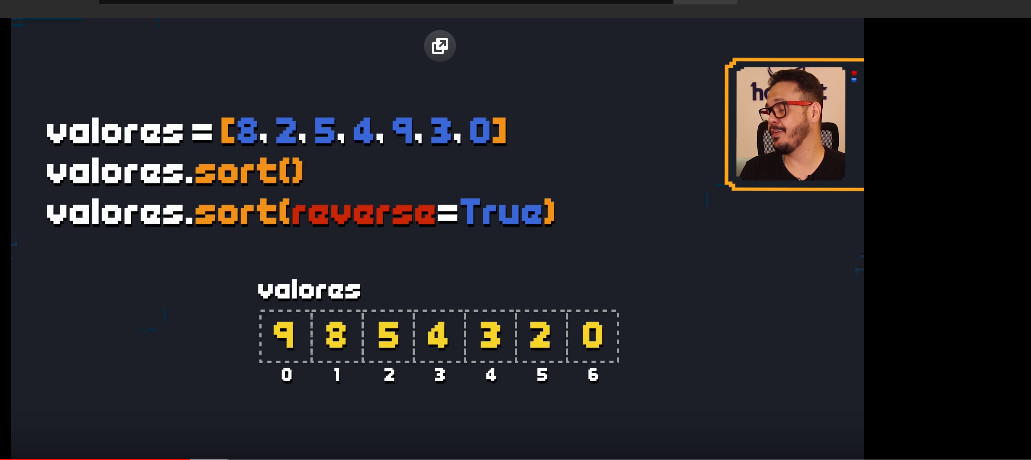 valores = [8, 2, 5, 4, 9, 3, 0]
valores.sort()
valores.sort(reverse=True)
valores
9 8 5 4 3 2 0
0 1 2 3 4 5 6